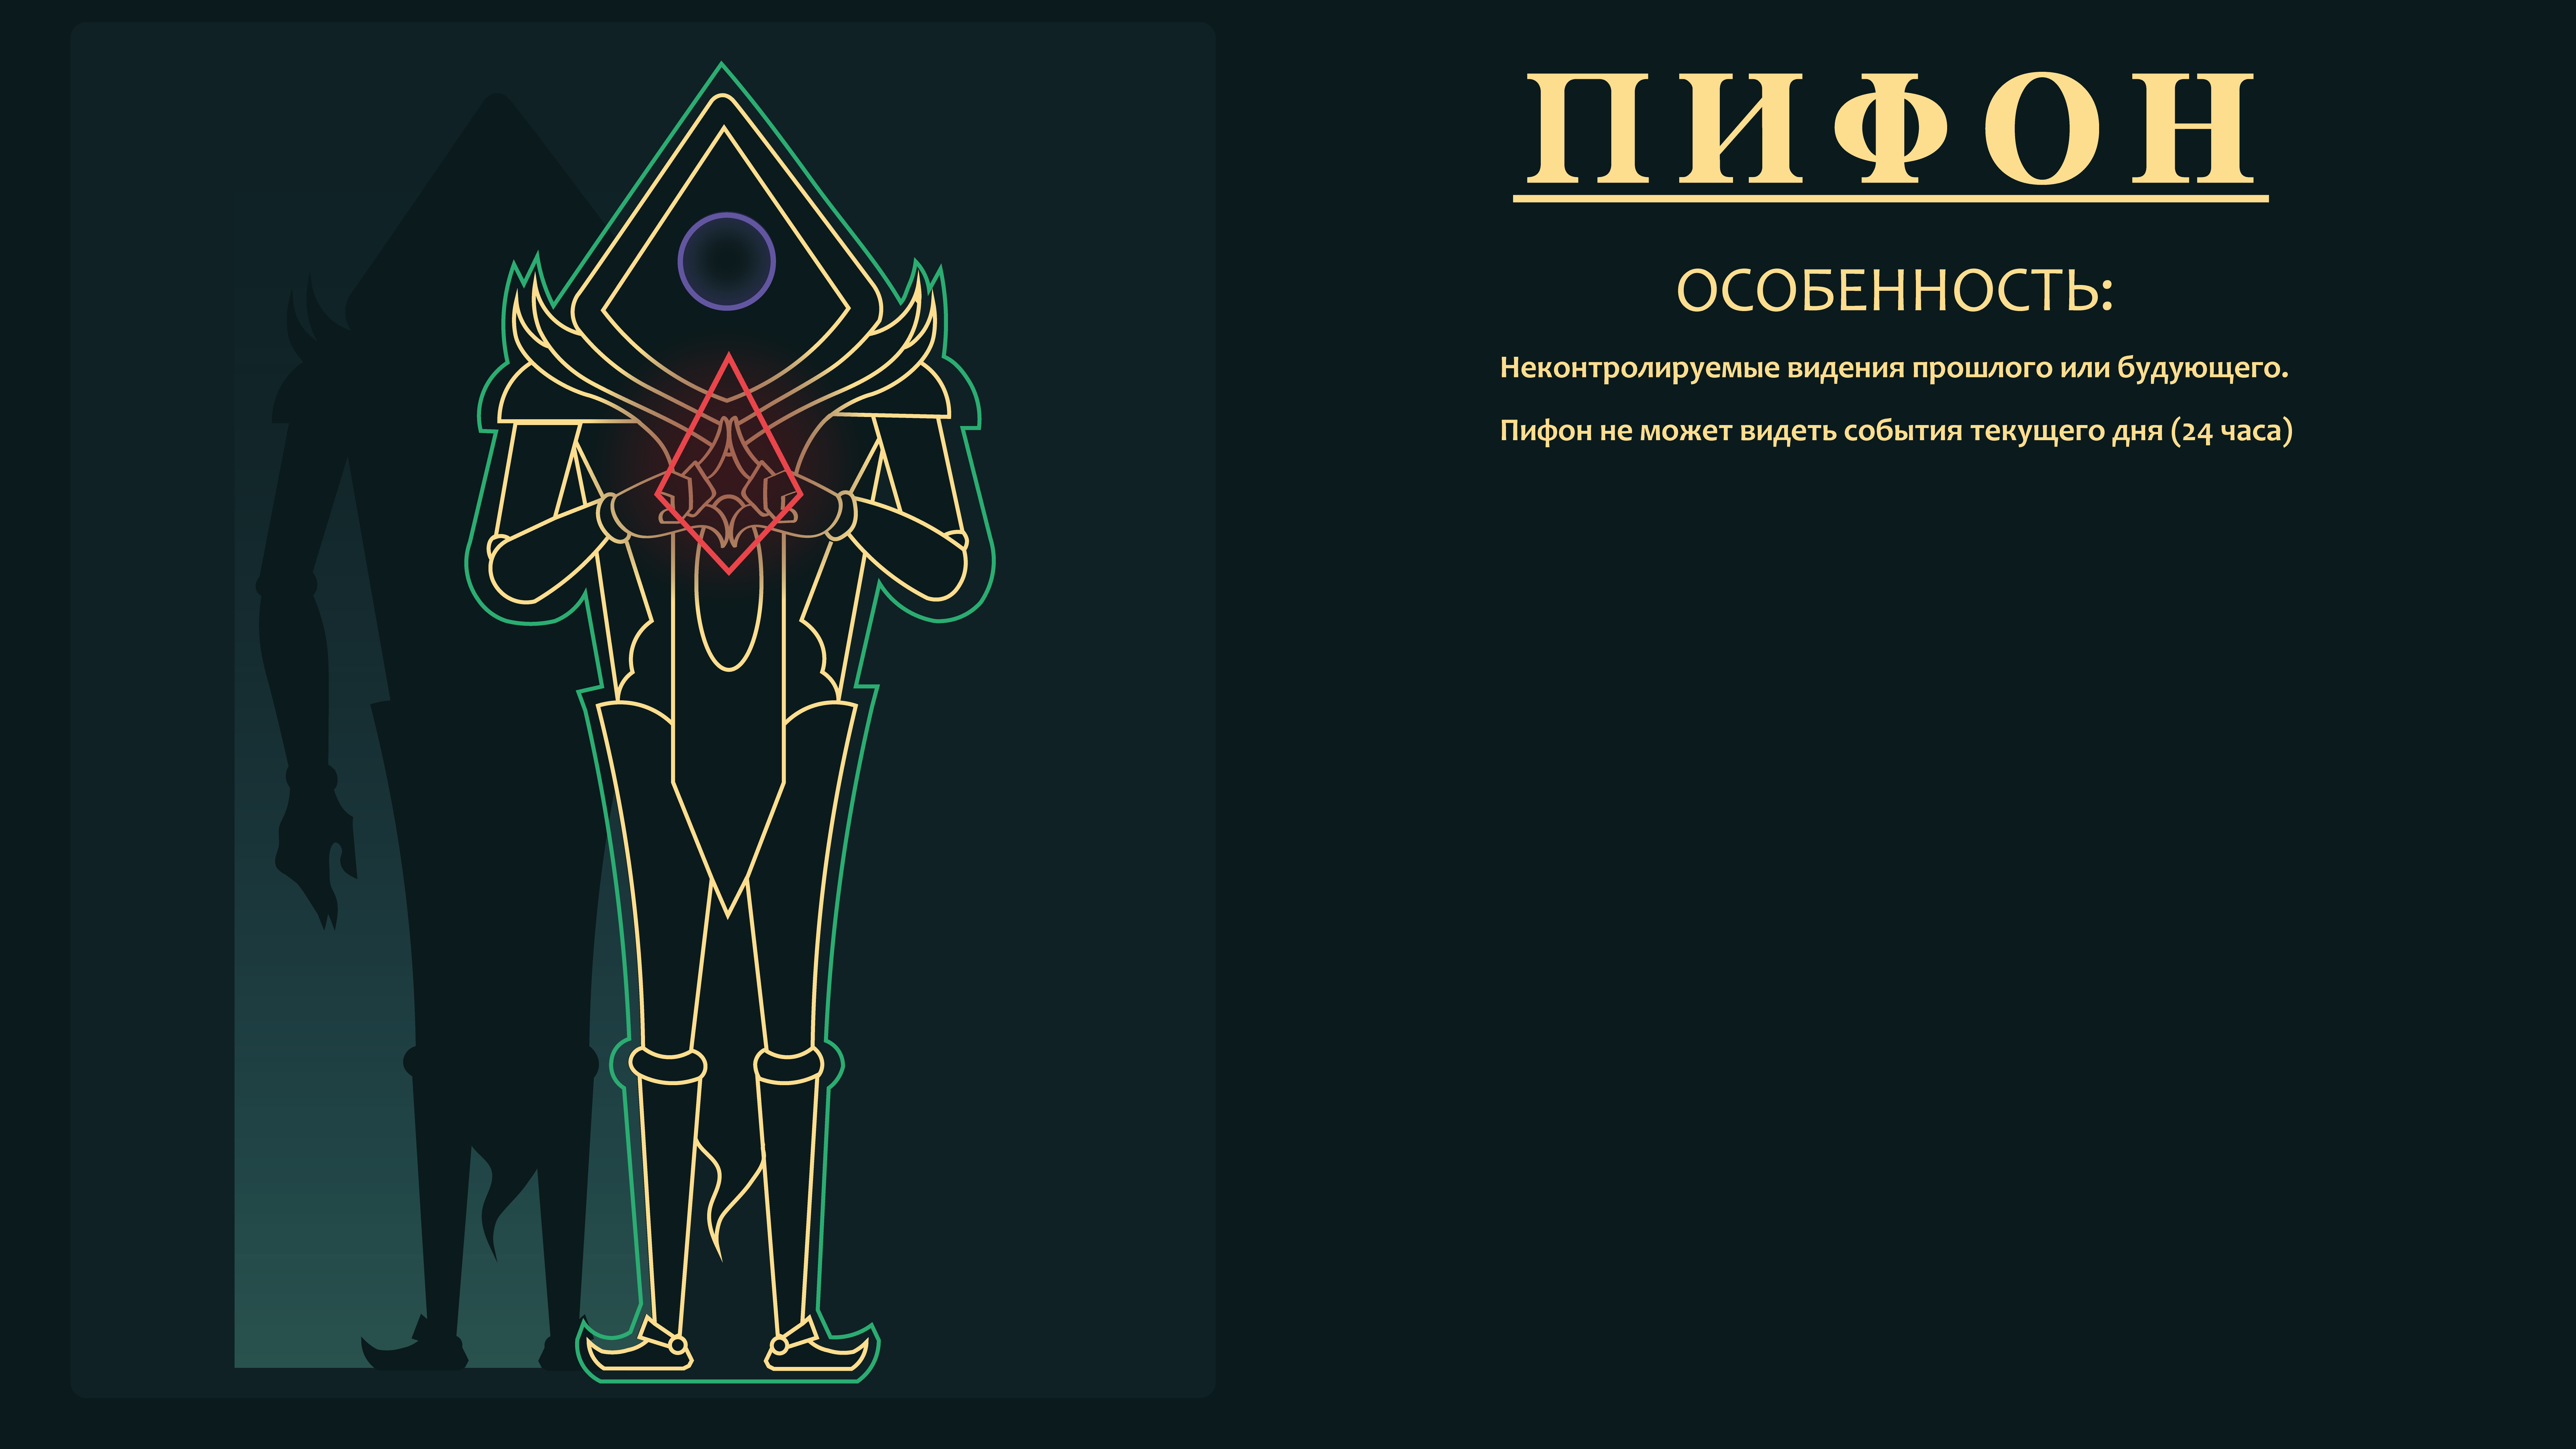 ПИФОН
ОСОБЕННОСТЬ:
Неконтролируемые видения прошлого или будующего.
Пифон не может видеть события текущего дня (24 часа)